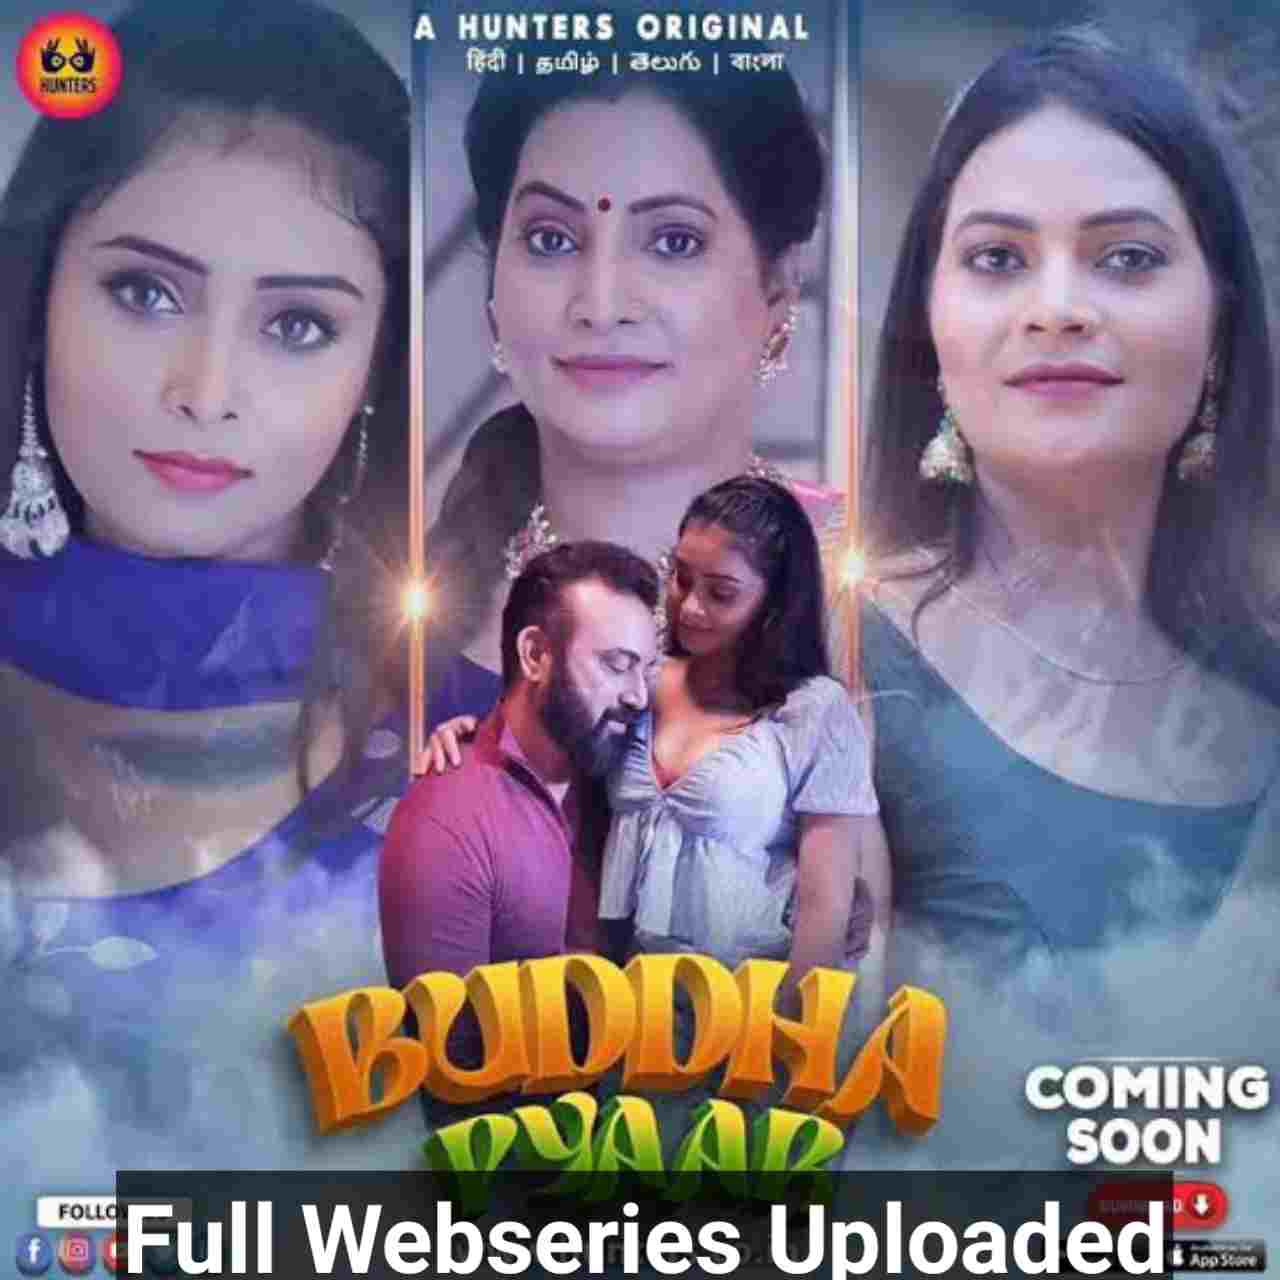 A HUNTERS ORIGINAL
हिंदी | தமிழ் | తెలుగు | বাংলা
HUNTERS
BUDDHA
PYAAR
COMING
SOON
Full Webseries Uploaded
App Store